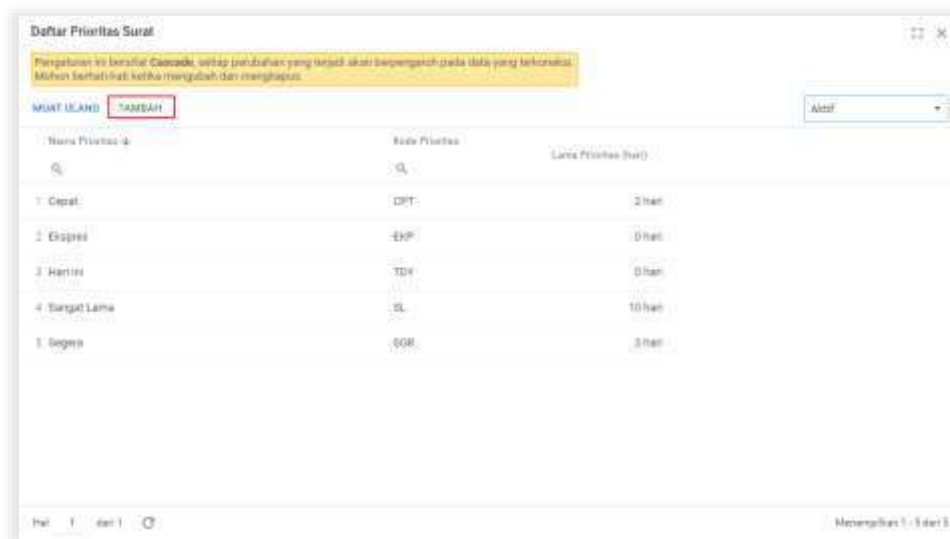 Daftar Prioritas Surat
Pengaturan ini bersifat Cascade, setiap perubahan yang terjadi akan berpengaruh pada data yang terkoneksi.
Mohon berhati-hati ketika mengubah dan menghapus.
MUAT ULANG TAMBAH Aktif
Nama Prioritas Kode Prioritas Lama Prioritas (hari)
1 Cepat CPT 2 hari
2 Ekspres EKP 0 hari
3 Hari Ini TDY 0 hari
4 Sangat Lama SL 10 hari
5 Segera SGR 3 hari
Hal 1 dari 1 Menampilkan 1 - 5 dari 5